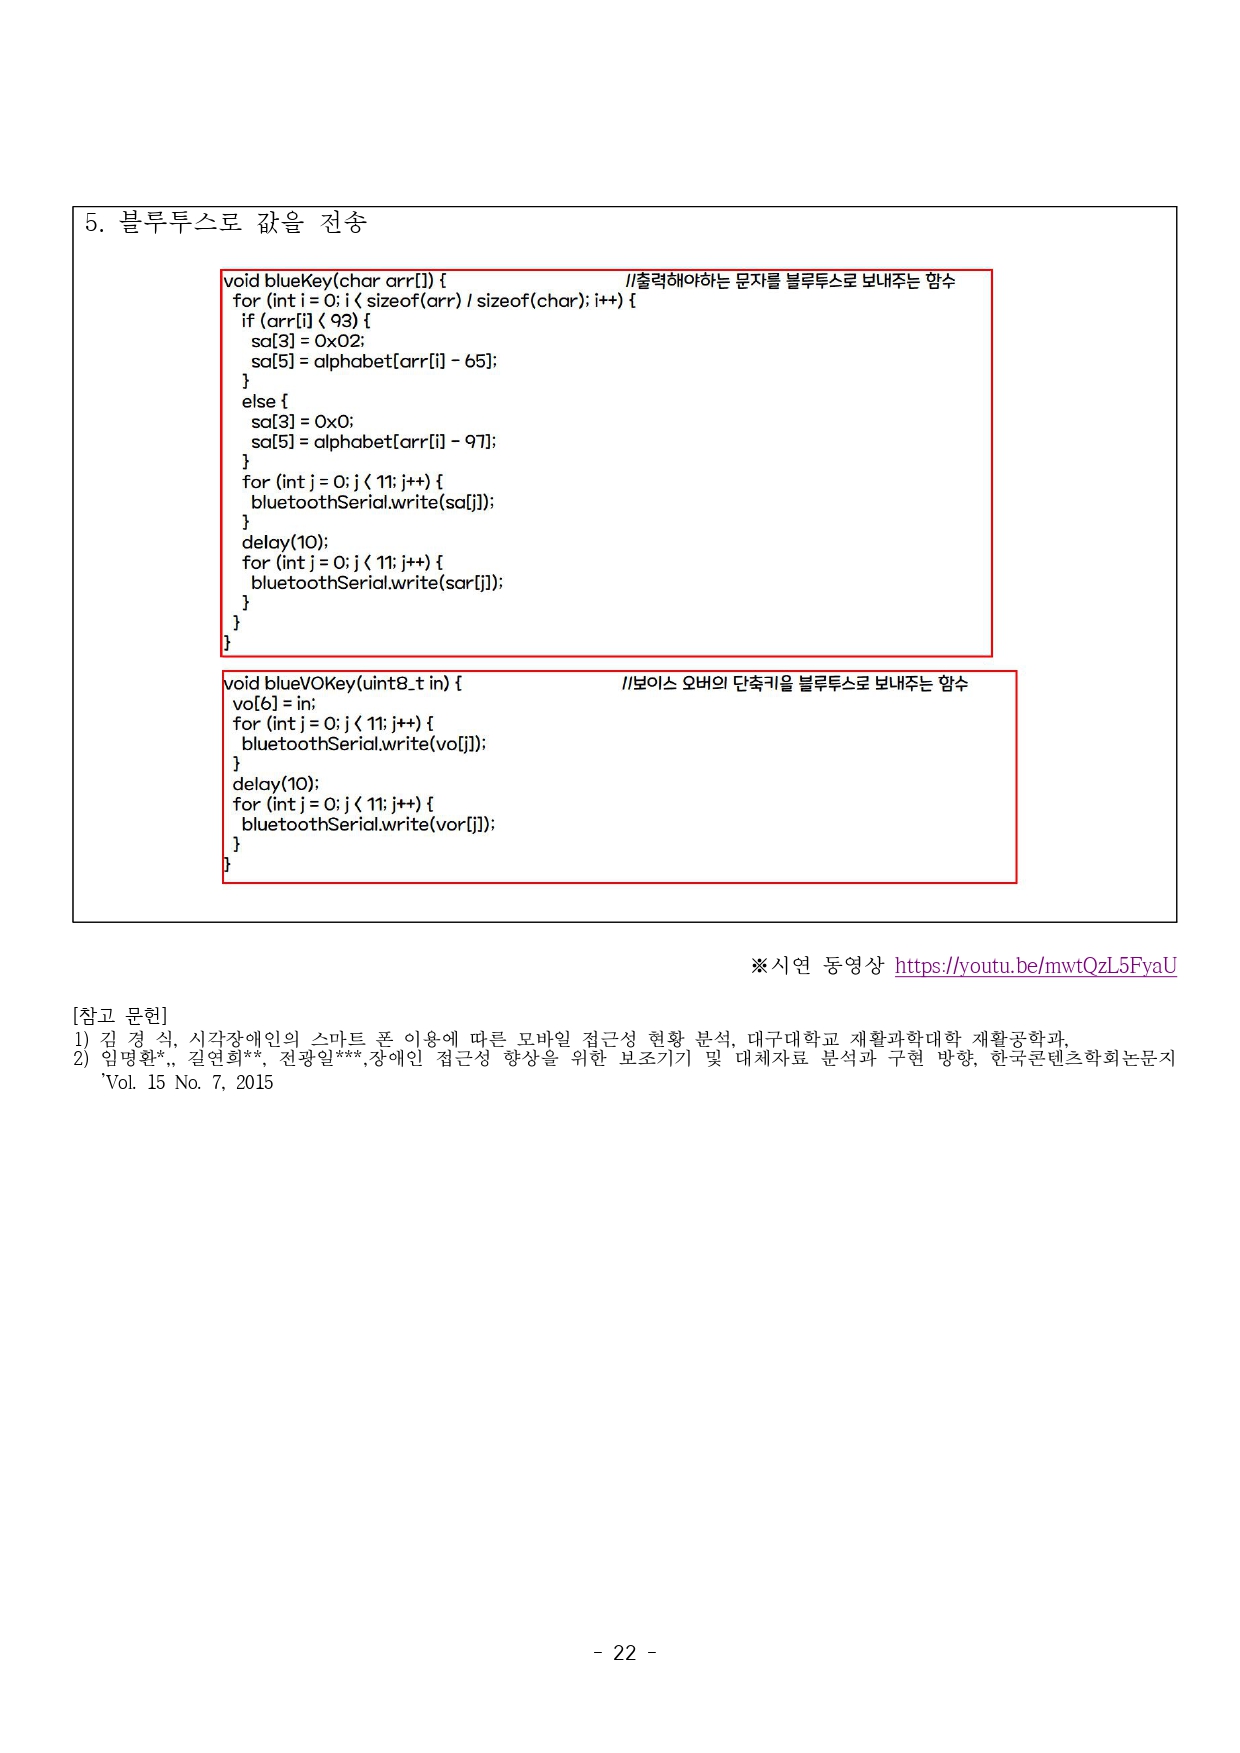 5. 블루투스로 값을 전송
void blueKey(char arr[]) { //출력해야하는 문자를 블루투스로 보내주는 함수
for (int i = 0; i < sizeof(arr) / sizeof(char); i++) {
if (arr[i] < 93) {
sa[3] = 0x02;
sa[5] = alphabet[arr[i] - 65];
}
else {
sa[3] = 0x0;
sa[5] = alphabet[arr[i] - 97];
}
for (int j = 0; j < 11; j++) {
bluetoothSerial.write(sa[j]);
}
delay(10);
for (int j = 0; j < 11; j++) {
bluetoothSerial.write(sar[j]);
}
}
}
void blueVOKey(uint8_t in) { //보이스 오버의 단축키를 블루투스로 보내주는 함수
vo[6] = in;
for (int j = 0; j < 11; j++) {
bluetoothSerial.write(vo[j]);
}
delay(10);
for (int j = 0; j < 11; j++) {
bluetoothSerial.write(vor[j]);
}
}
※시연 동영상 https://youtu.be/mwtQzL5FyaU
[참고 문헌]
1) 김 경 식, 시각장애인의 스마트 폰 이용에 따른 모바일 접근성 현황 분석, 대구대학교 재활과학대학 재활공학과,
2) 임명환*,, 길연희**, 전광일***,장애인 접근성 향상을 위한 보조기기 및 대체자료 분석과 구현 방향, 한국콘텐츠학회논문지
'Vol. 15 No. 7, 2015
- 22 -